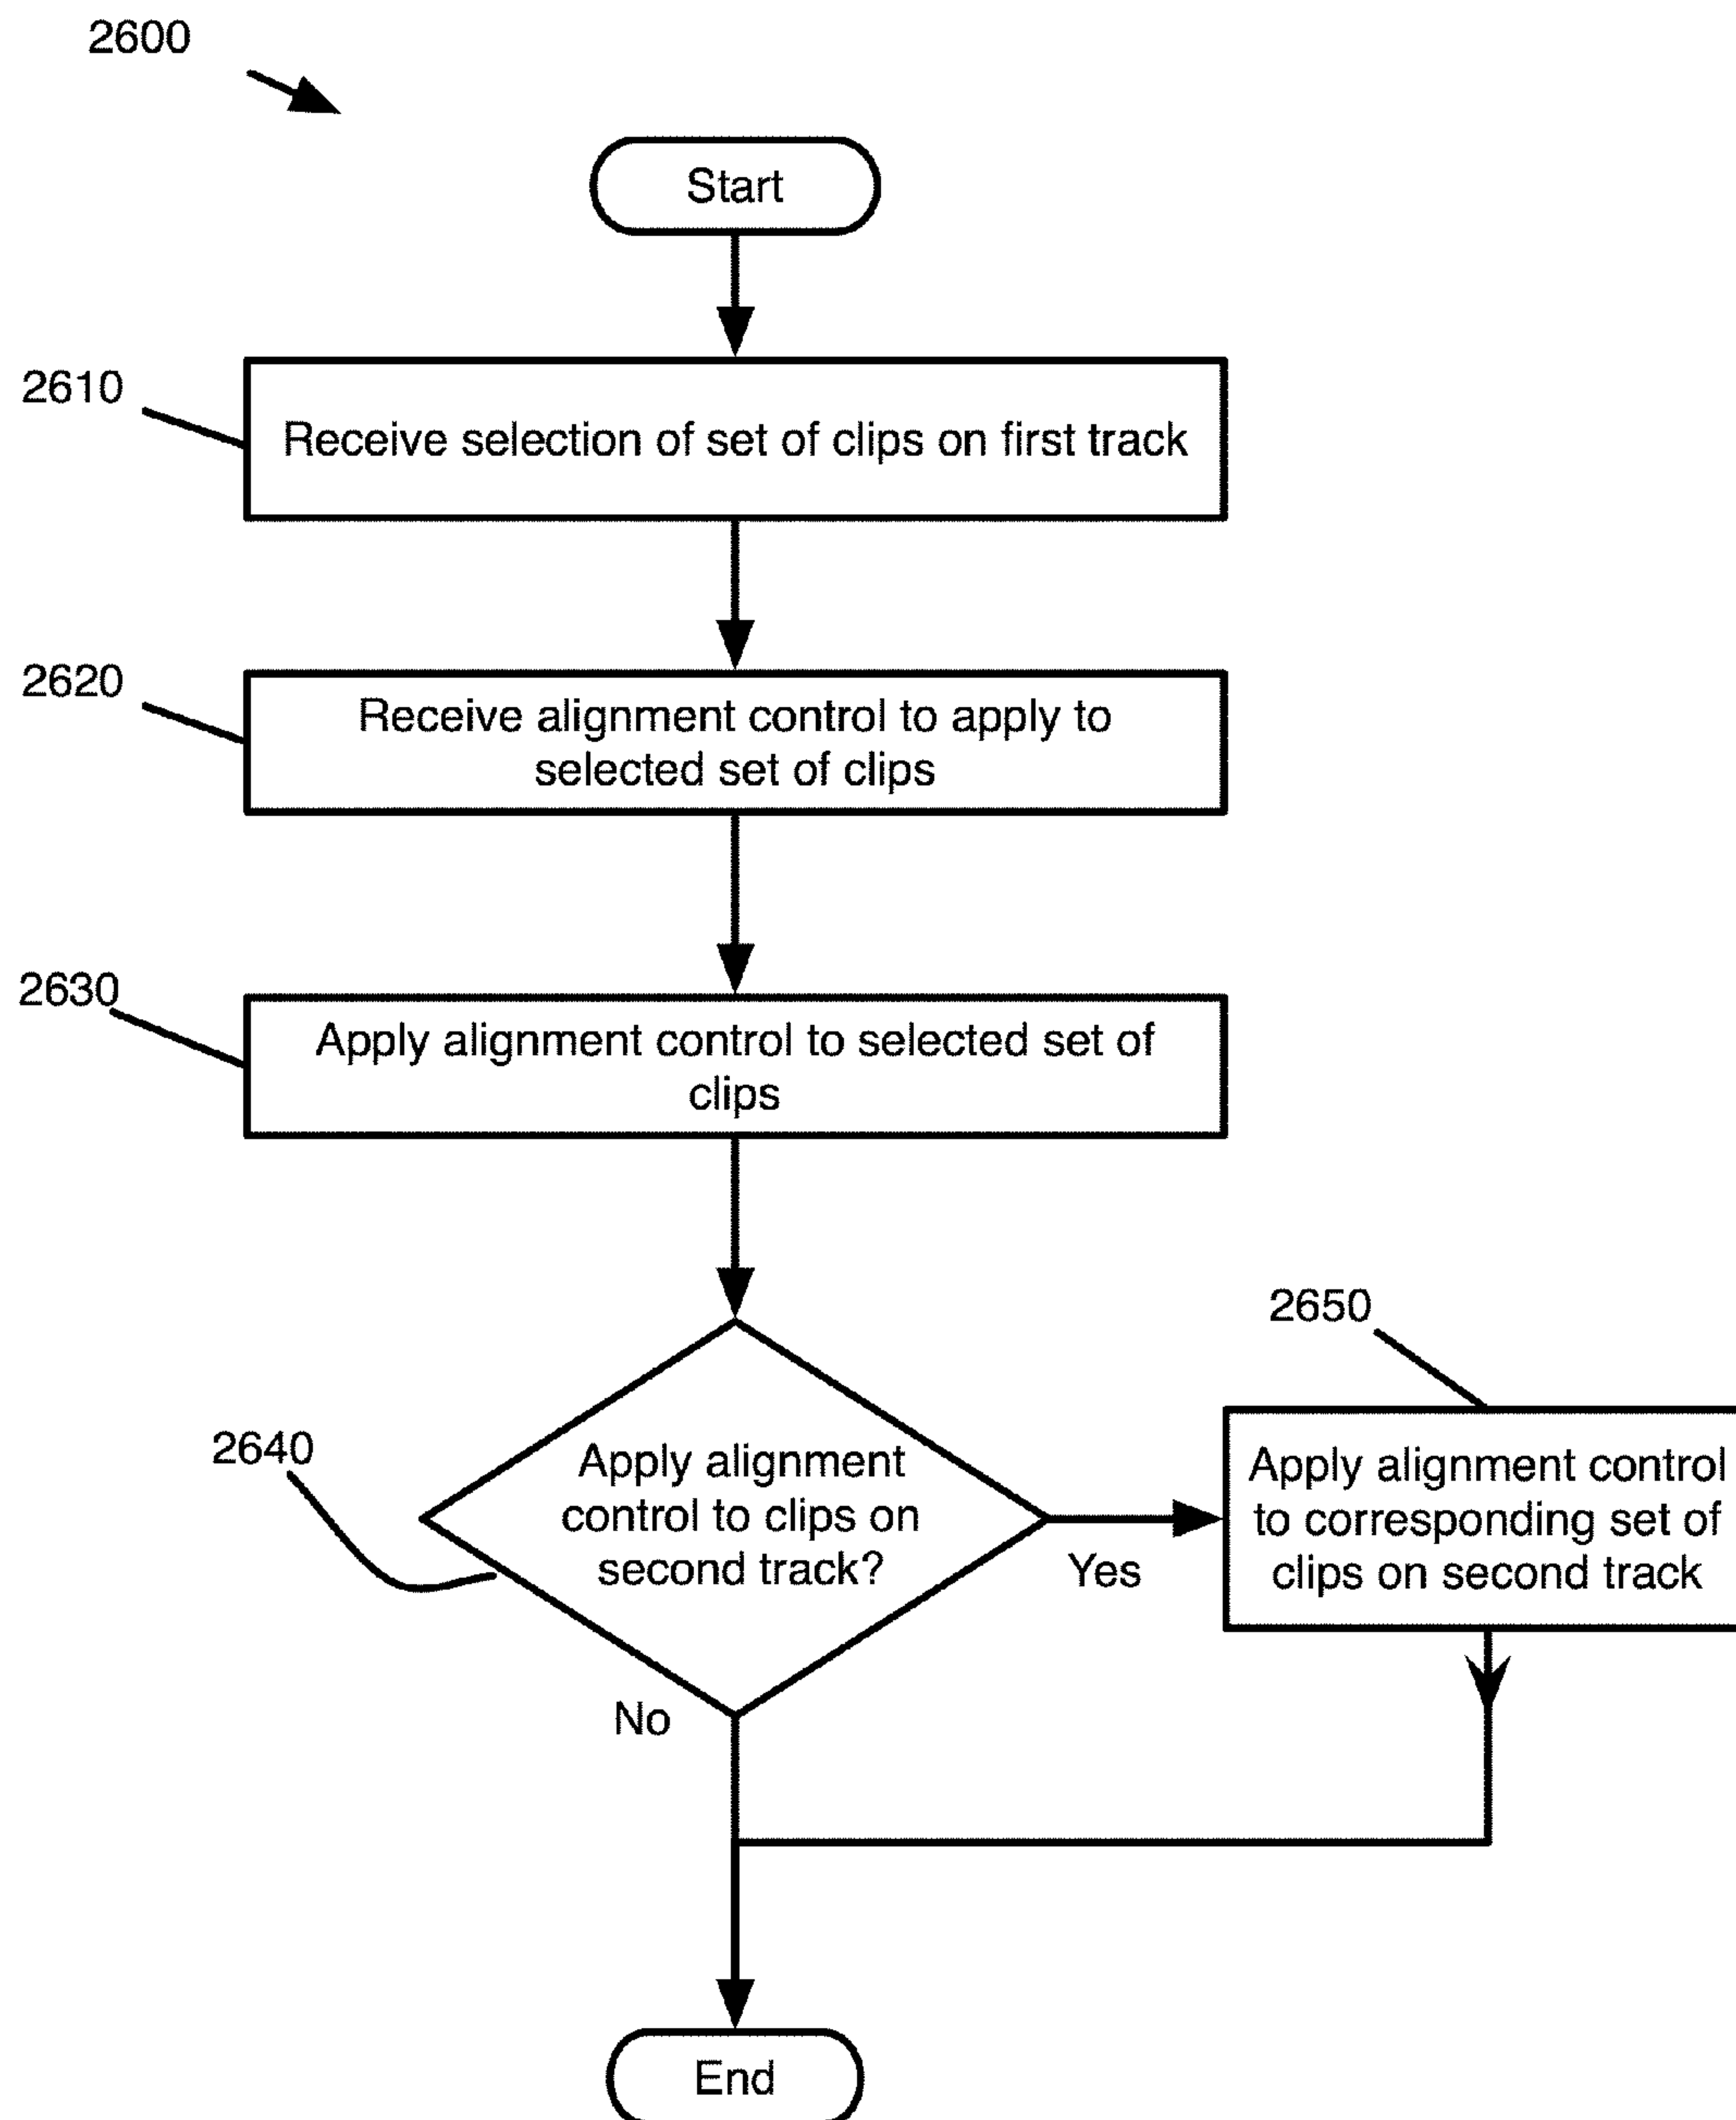 2600
Start
2610
Receive selection of set of clips on first track
2620
Receive alignment control to apply to
selected set of clips
2630
Apply alignment control to selected set of
clips
2640
Apply alignment
control to clips on
second track?
Yes
No
2650
Apply alignment control
to corresponding set of
clips on second track
End